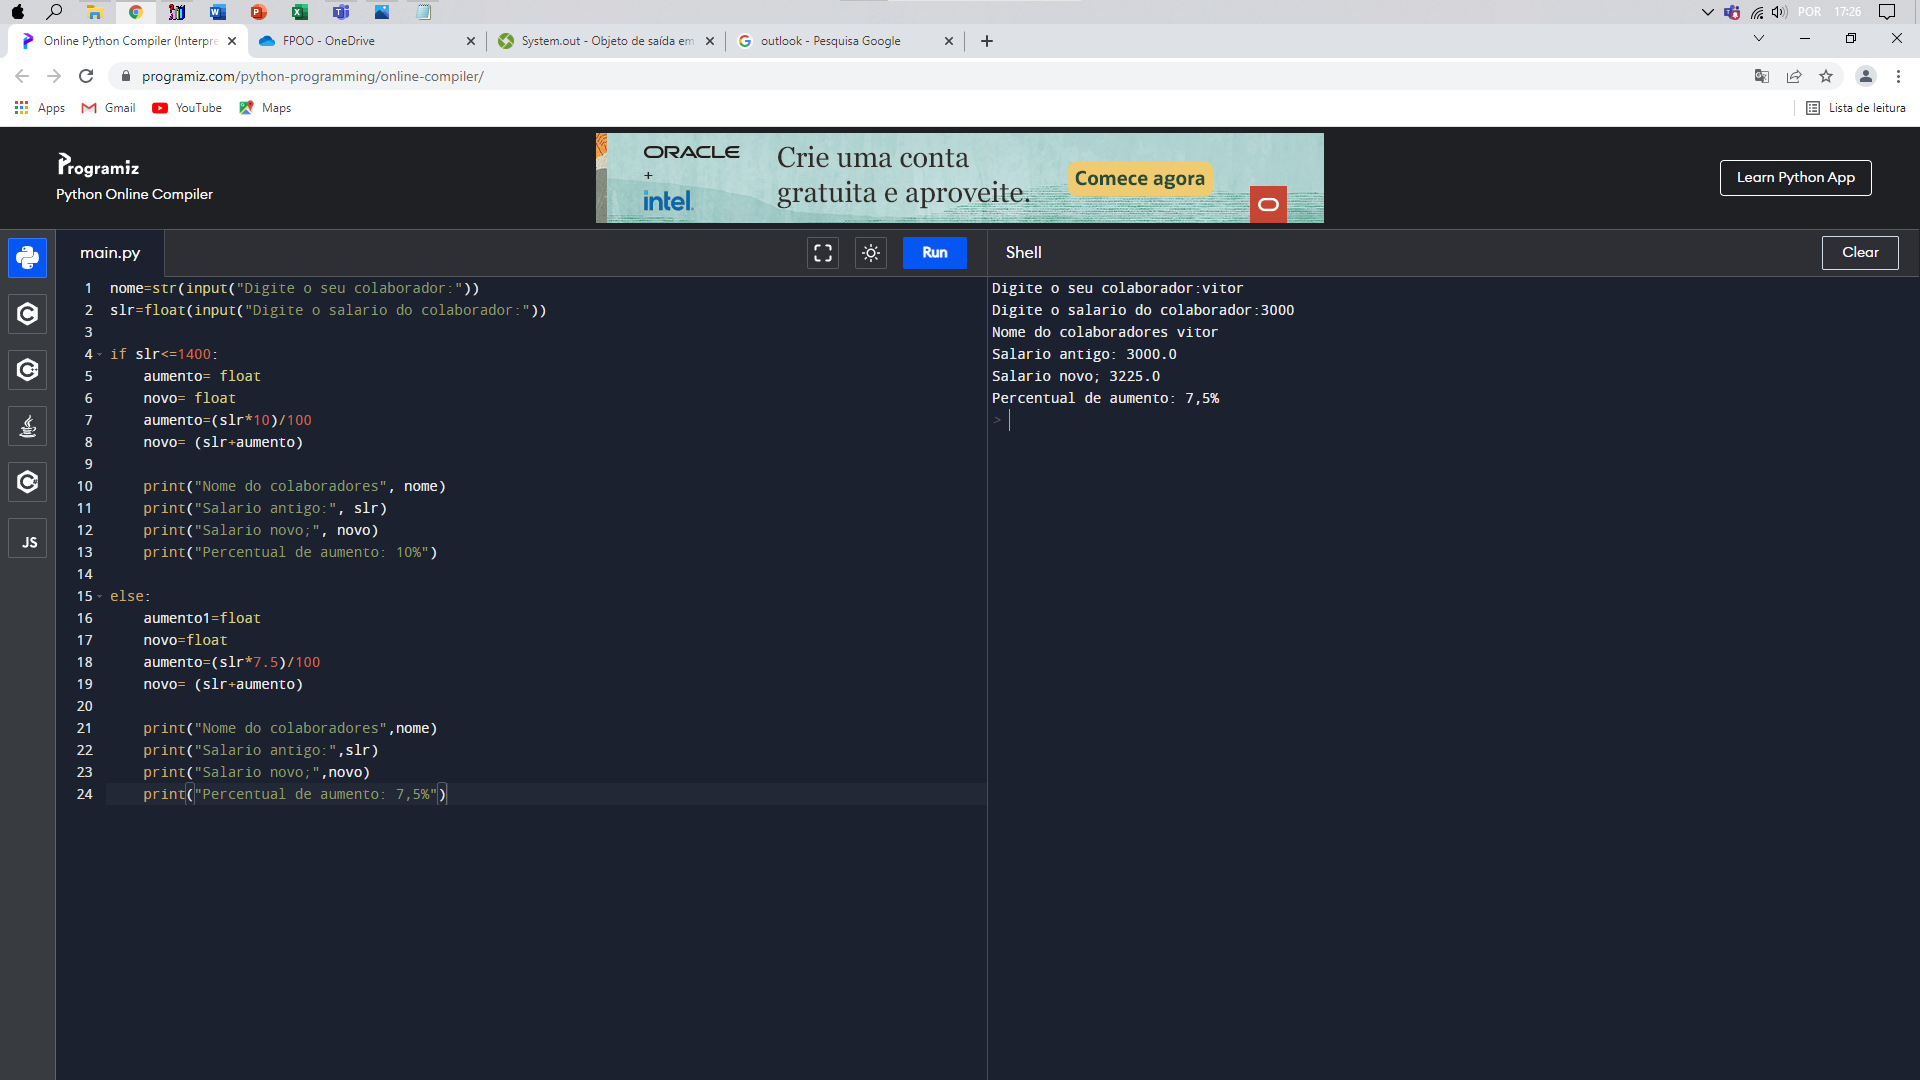 POR 17:26
Online Python Compiler (Interpre
FPOO - OneDrive
System.out - Objeto de saída em
outlook - Pesquisa Google
programiz.com/python-programming/online-compiler/
Apps Gmail YouTube Maps
Lista de leitura
Programiz
Python Online Compiler
ORACLE
+
intel.
Crie uma conta
gratuita e aproveite.
Comece agora
Learn Python App
main.py
Run
Shell
Clear
JS
1 nome=str(input("Digite o seu colaborador:"))
2 slr=float(input("Digite o salario do colaborador:"))
3
4 if slr<=1400:
5     aumento= float
6     novo= float
7     aumento=(slr*10)/100
8     novo= (slr+aumento)
9
10     print("Nome do colaboradores", nome)
11     print("Salario antigo:", slr)
12     print("Salario novo;", novo)
13     print("Percentual de aumento: 10%")
14
15 else:
16     aumento1=float
17     novo=float
18     aumento=(slr*7.5)/100
19     novo= (slr+aumento)
20
21     print("Nome do colaboradores",nome)
22     print("Salario antigo:",slr)
23     print("Salario novo;",novo)
24     print("Percentual de aumento: 7,5%")
Digite o seu colaborador:vitor
Digite o salario do colaborador:3000
Nome do colaboradores vitor
Salario antigo: 3000.0
Salario novo; 3225.0
Percentual de aumento: 7,5%
>